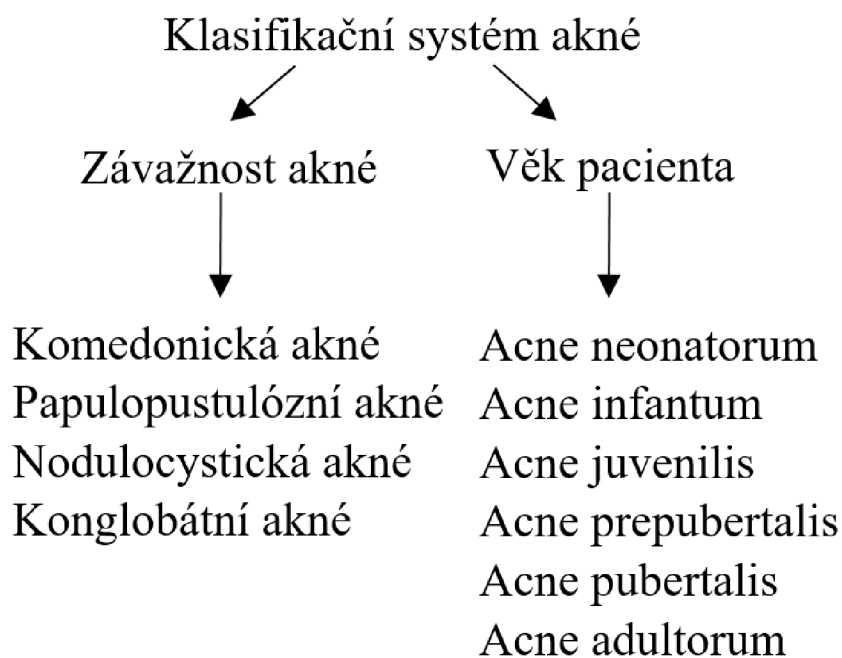 Klasifikační systém akné
Závažnost akné
Věk pacienta
Komedonická akné
Papulopustulózní akné
Nodulocystická akné
Konglobátní akné
Acne neonatorum
Acne infantum
Acne juvenilis
Acne prepubertalis
Acne pubertalis
Acne adultorum